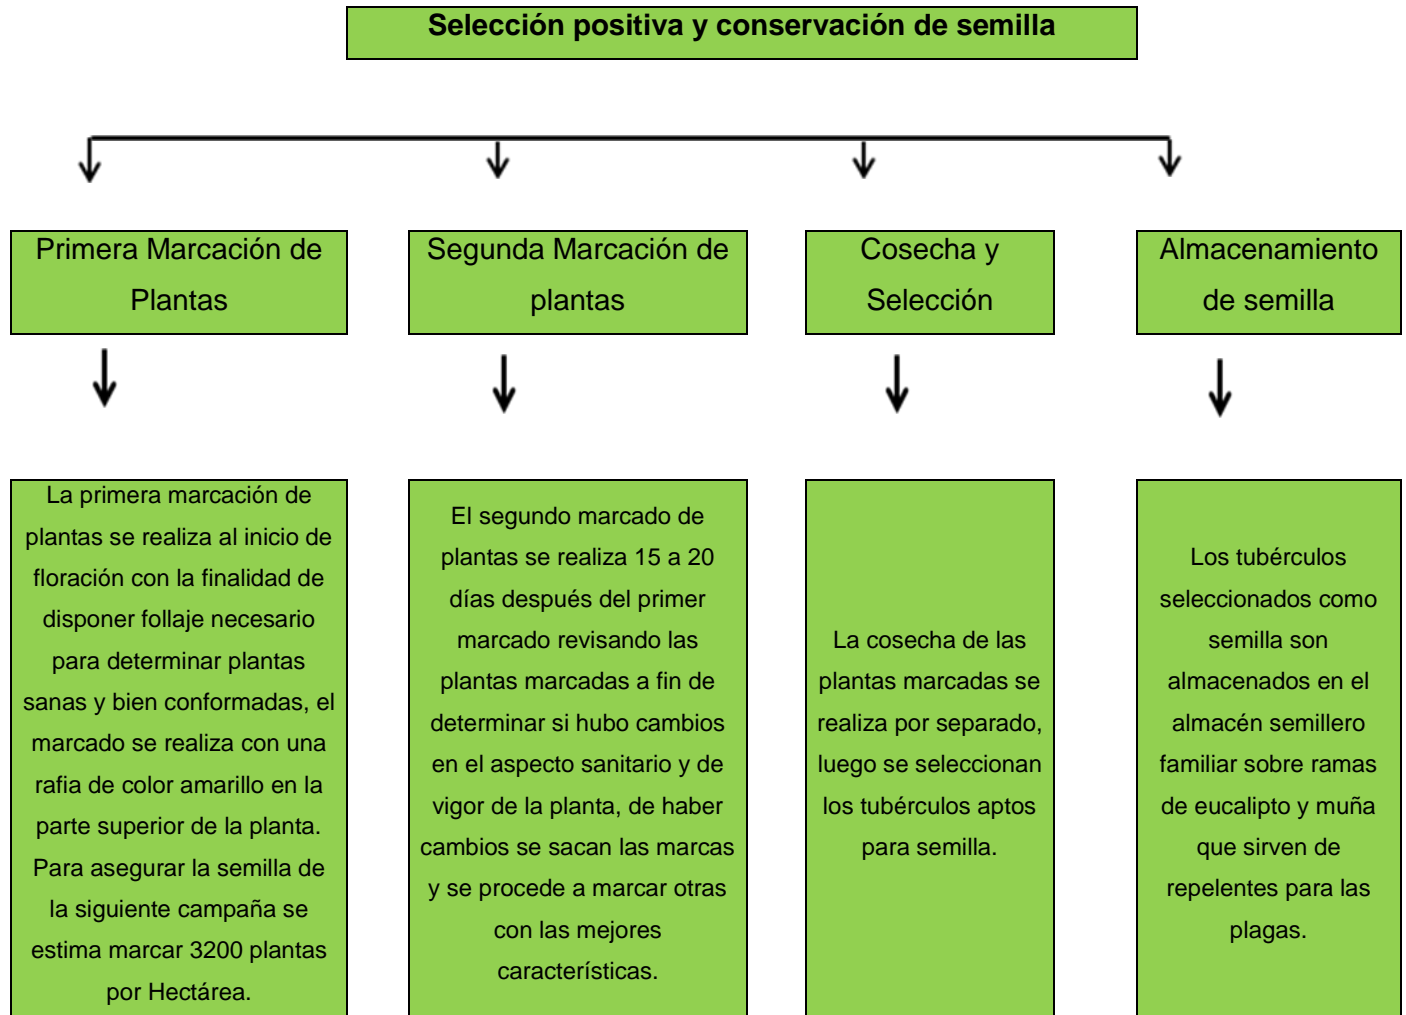 Selección positiva y conservación de semilla
Primera Marcación de
Plantas
Segunda Marcación de
plantas
Cosecha y
Selección
Almacenamiento
de semilla
La primera marcación de
plantas se realiza al inicio de
floración con la finalidad de
disponer follaje necesario
para determinar plantas
sanas y bien conformadas, el
marcado se realiza con una
rafia de color amarillo en la
parte superior de la planta.
Para asegurar la semilla de
la siguiente campaña se
estima marcar 3200 plantas
por Hectárea.
El segundo marcado de
plantas se realiza 15 a 20
días después del primer
marcado revisando las
plantas marcadas a fin de
determinar si hubo cambios
en el aspecto sanitario y de
vigor de la planta, de haber
cambios se sacan las marcas
y se procede a marcar otras
con las mejores
características.
La cosecha de las
plantas marcadas se
realiza por separado,
luego se seleccionan
los tubérculos aptos
para semilla.
Los tubérculos
seleccionados como
semilla son
almacenados en el
almacén semillero
familiar sobre ramas
de eucalipto y muña
que sirven de
repelentes para las
plagas.